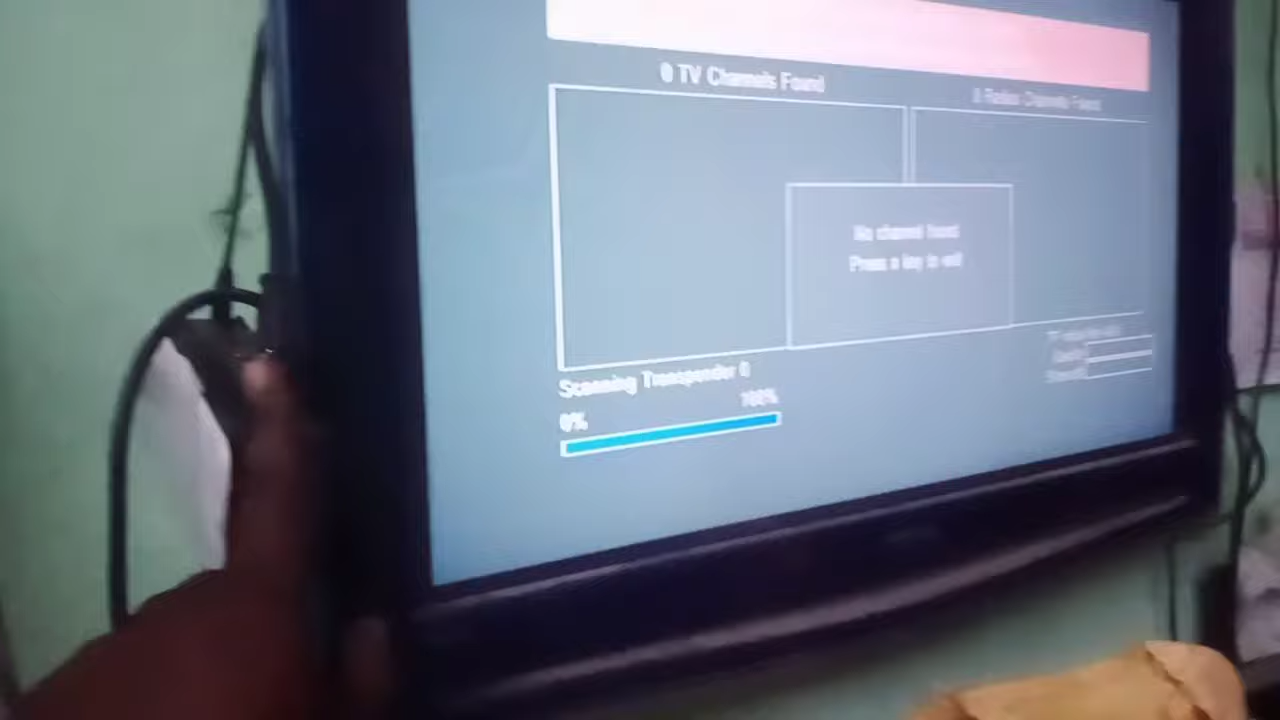 0 TV Channels Found
0 Radio Channels Found
No channel found
Press a key to exit
Scanning Transponder 0
0%
100%